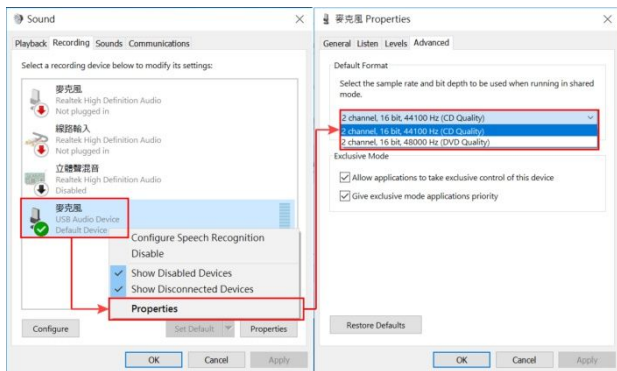 Sound
Playback Recording Sounds Communications
Select a recording device below to modify its settings:
麥克風
Realtek High Definition Audio
Not plugged in
線路輸入
Realtek High Definition Audio
Not plugged in
立體聲混音
Realtek High Definition Audio
Disabled
麥克風
USB Audio Device
Default Device
Configure Speech Recognition
Disable
Show Disabled Devices
Show Disconnected Devices
Properties
Configure Set Default Properties
OK Cancel Apply
麥克風 Properties
General Listen Levels Advanced
Default Format
Select the sample rate and bit depth to be used when running in shared
mode.
2 channel, 16 bit, 44100 Hz (CD Quality)
2 channel, 16 bit, 44100 Hz (CD Quality)
2 channel, 16 bit, 48000 Hz (DVD Quality)
Exclusive Mode
Allow applications to take exclusive control of this device
Give exclusive mode applications priority
Restore Defaults
OK Cancel Apply